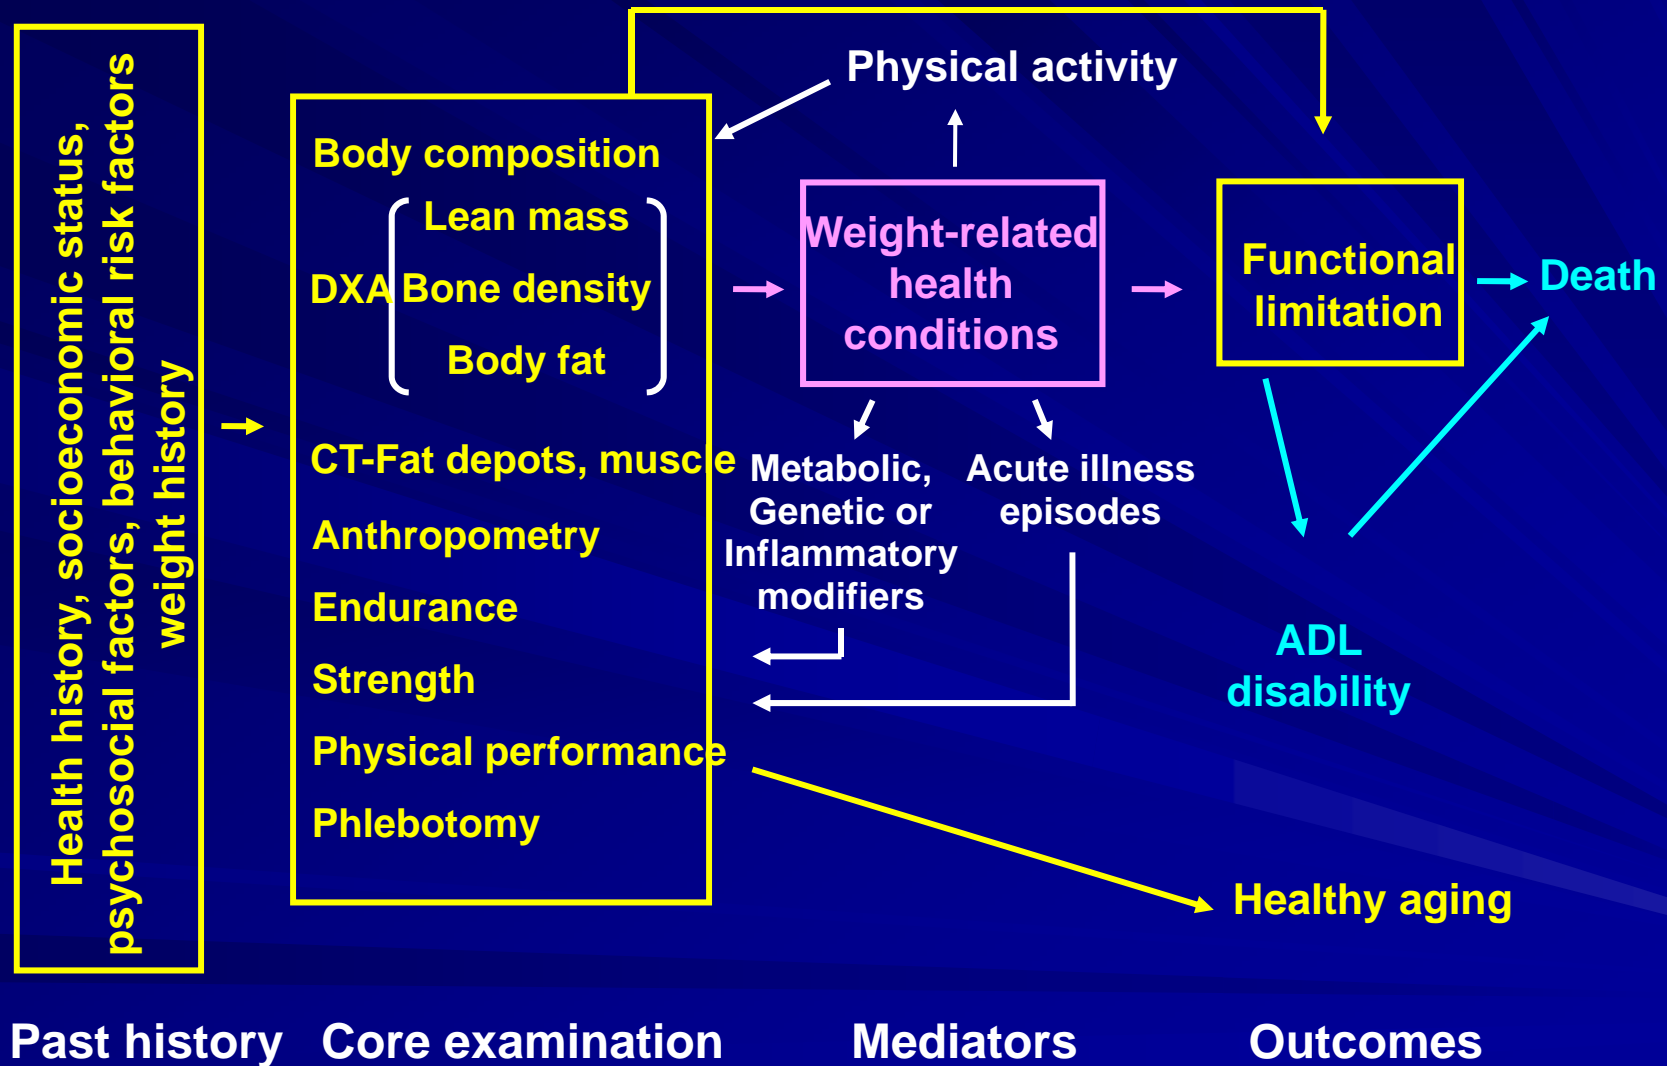 Health history, socioeconomic status,
psychosocial factors, behavioral risk factors
weight history
Body composition
Lean mass
DXA
Bone density
Body fat
CT-Fat depots, muscle
Anthropometry
Endurance
Strength
Physical performance
Phlebotomy
Physical activity
Weight-related
health
conditions
Metabolic,
Genetic or
Inflammatory
modifiers
Acute illness
episodes
Functional
limitation
Death
ADL
disability
Healthy aging
Past history
Core examination
Mediators
Outcomes